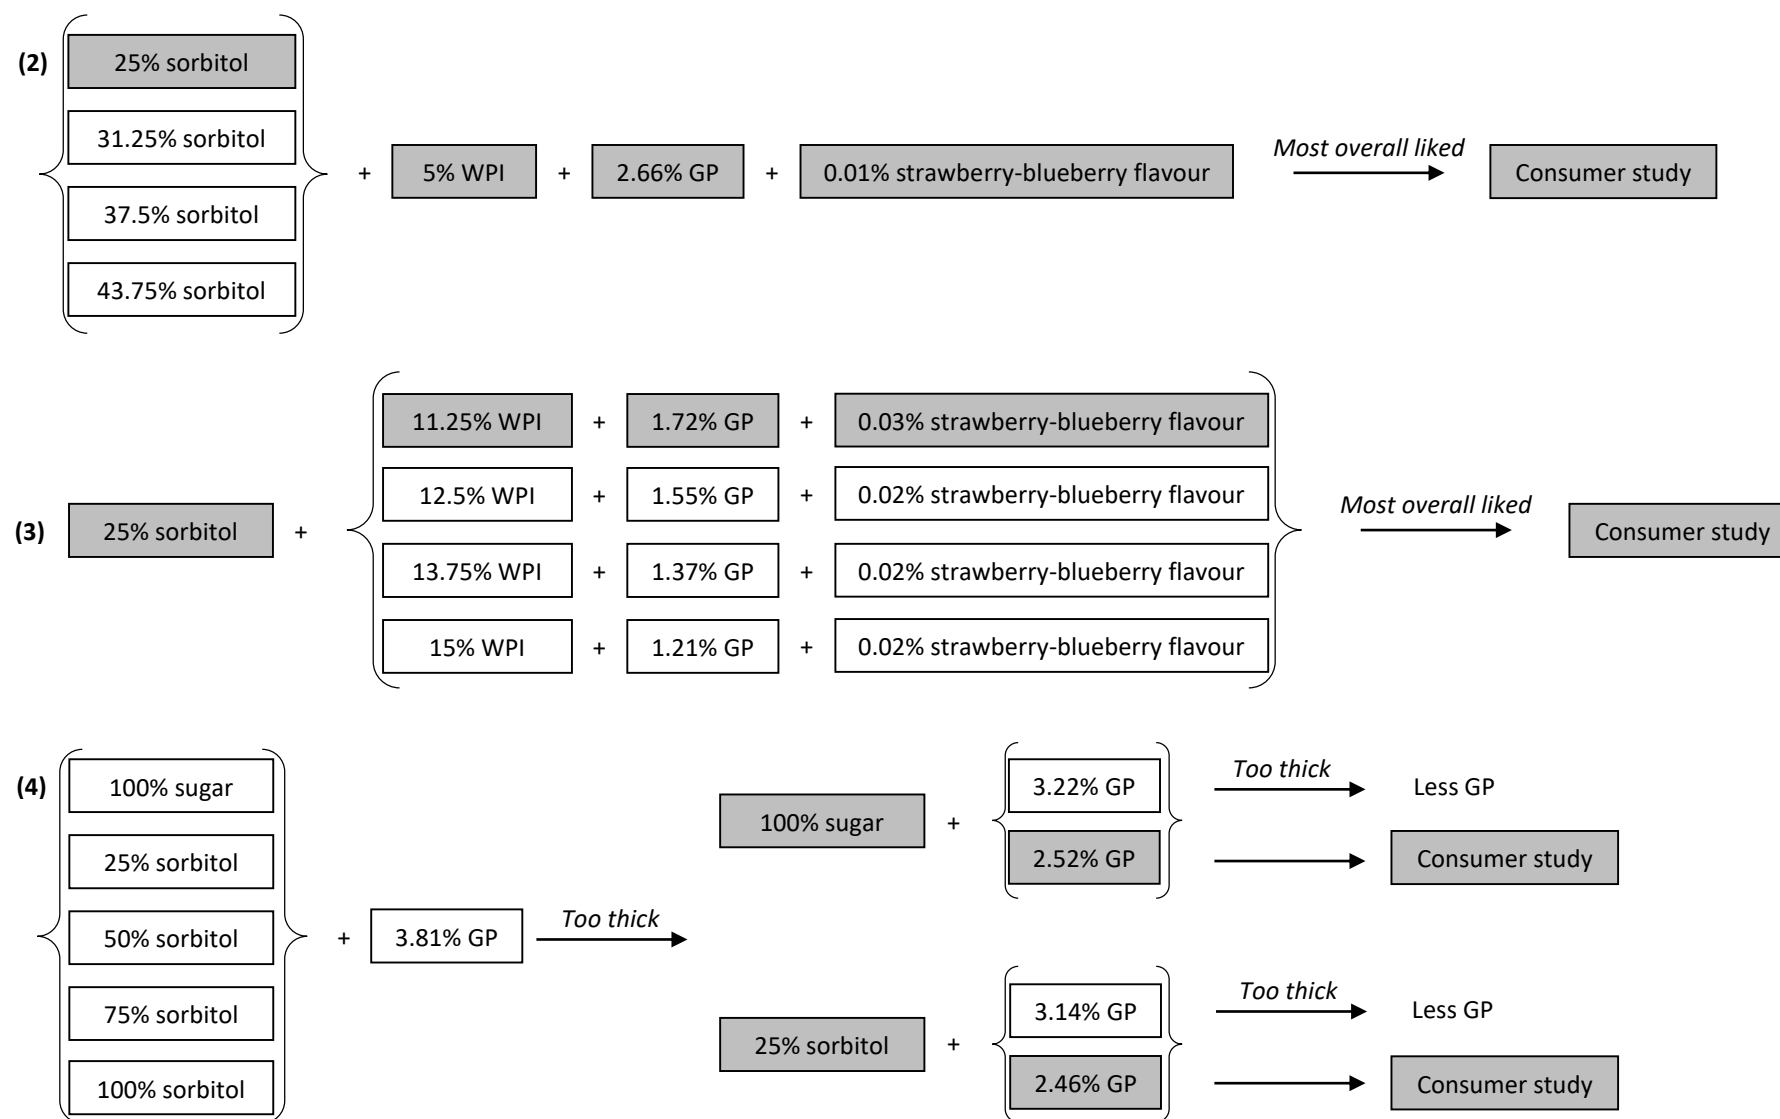 (2)
25% sorbitol
31.25% sorbitol
37.5% sorbitol
43.75% sorbitol
+ 5% WPI + 2.66% GP + 0.01% strawberry-blueberry flavour
Most overall liked
Consumer study
(3)
25% sorbitol +
11.25% WPI + 1.72% GP + 0.03% strawberry-blueberry flavour
12.5% WPI + 1.55% GP + 0.02% strawberry-blueberry flavour
13.75% WPI + 1.37% GP + 0.02% strawberry-blueberry flavour
15% WPI + 1.21% GP + 0.02% strawberry-blueberry flavour
Most overall liked
Consumer study
(4)
100% sugar
25% sorbitol
50% sorbitol
75% sorbitol
100% sorbitol
+ 3.81% GP
Too thick
100% sugar +
3.22% GP
Too thick
Less GP
2.52% GP
Consumer study
25% sorbitol +
3.14% GP
Too thick
Less GP
2.46% GP
Consumer study